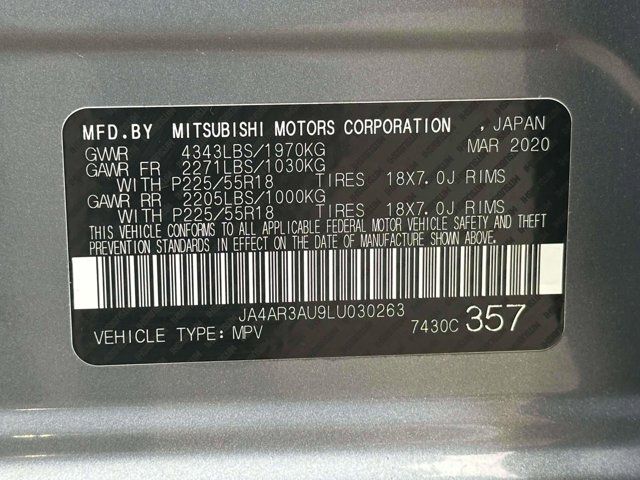 MFD.BY MITSUBISHI MOTORS CORPORATION , JAPAN
GVWR 4343LBS/1970KG MAR 2020
GAWR FR 2271LBS/1030KG
WITH P225/55R18 TIRES 18X7.0J RIMS
GAWR RR 2205LBS/1000KG
WITH P225/55R18 TIRES 18X7.0J RIMS
THIS VEHICLE CONFORMS TO ALL APPLICABLE FEDERAL MOTOR VEHICLE SAFETY AND THEFT
PREVENTION STANDARDS IN EFFECT ON THE DATE OF MANUFACTURE SHOWN ABOVE.
JA4AR3AU9LU030263
VEHICLE TYPE: MPV 7430C 357